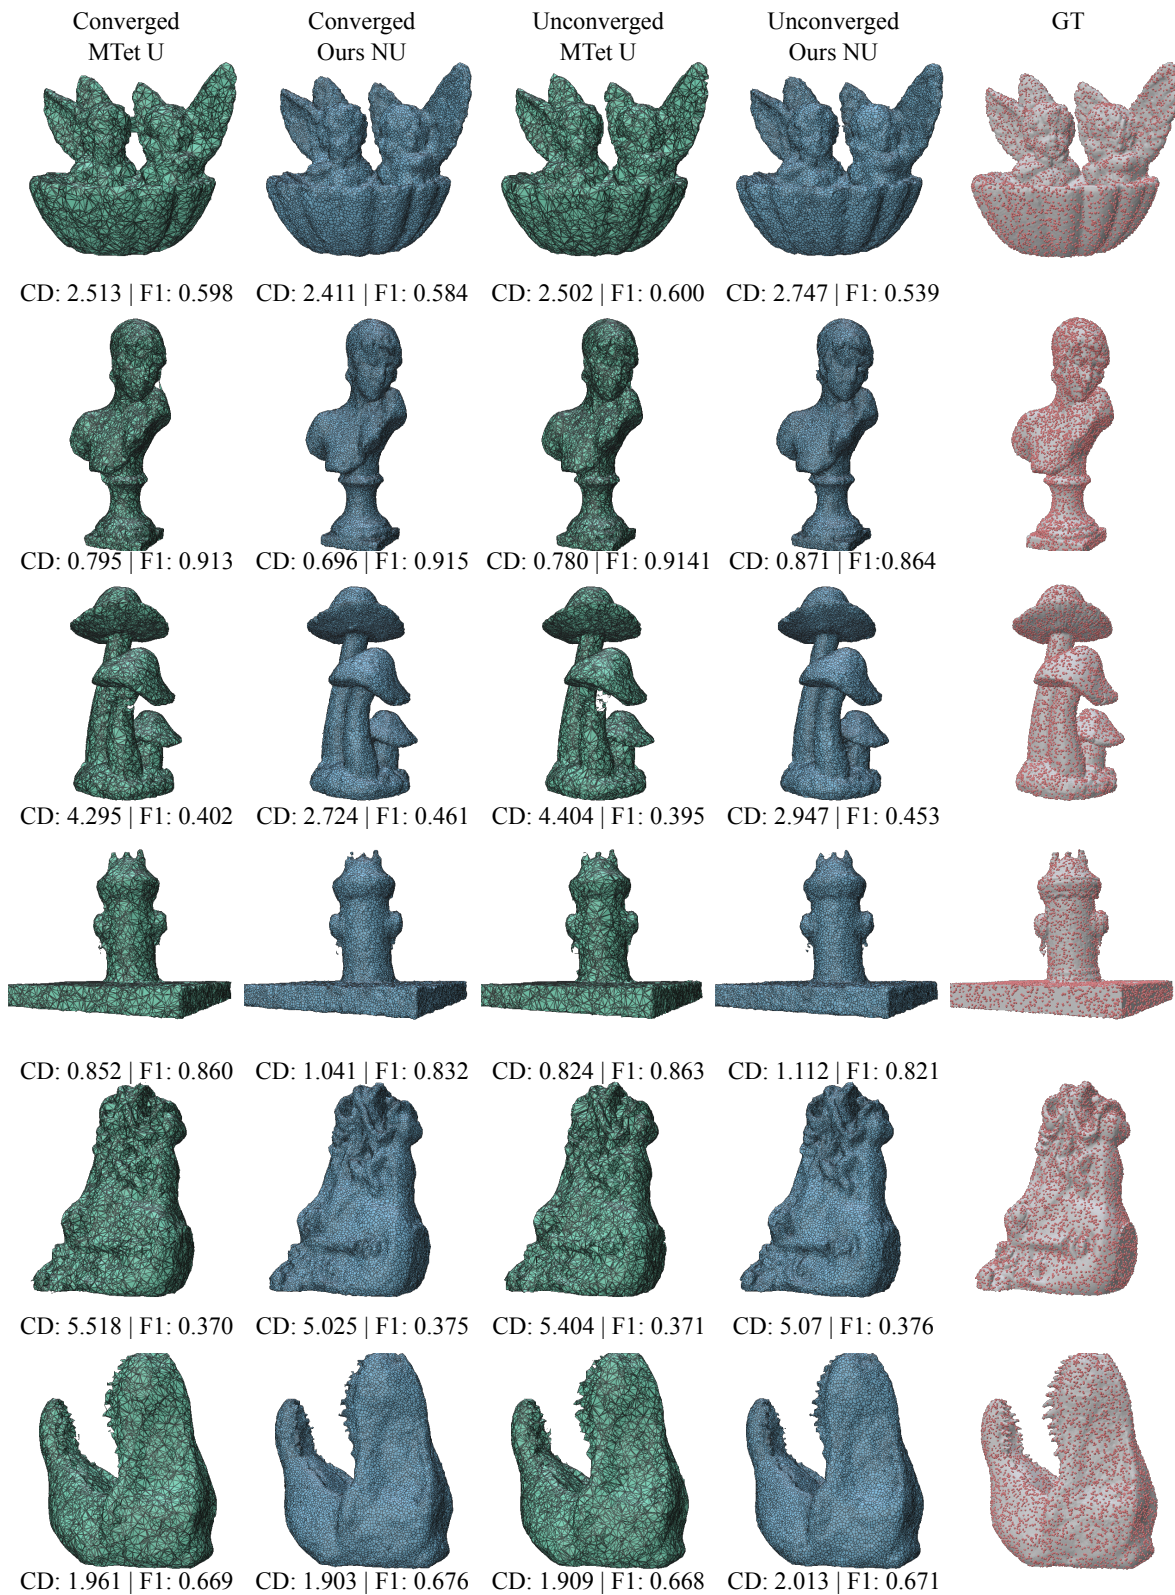 Converged Converged Unconverged Unconverged GT
MTet U Ours NU MTet U Ours NU
CD: 2.513 | F1: 0.598 CD: 2.411 | F1: 0.584 CD: 2.502 | F1: 0.600 CD: 2.747 | F1: 0.539
CD: 0.795 | F1: 0.913 CD: 0.696 | F1: 0.915 CD: 0.780 | F1: 0.9141 CD: 0.871 | F1:0.864
CD: 4.295 | F1: 0.402 CD: 2.724 | F1: 0.461 CD: 4.404 | F1: 0.395 CD: 2.947 | F1: 0.453
CD: 0.852 | F1: 0.860 CD: 1.041 | F1: 0.832 CD: 0.824 | F1: 0.863 CD: 1.112 | F1: 0.821
CD: 5.518 | F1: 0.370 CD: 5.025 | F1: 0.375 CD: 5.404 | F1: 0.371 CD: 5.07 | F1: 0.376
CD: 1.961 | F1: 0.669 CD: 1.903 | F1: 0.676 CD: 1.909 | F1: 0.668 CD: 2.013 | F1: 0.671